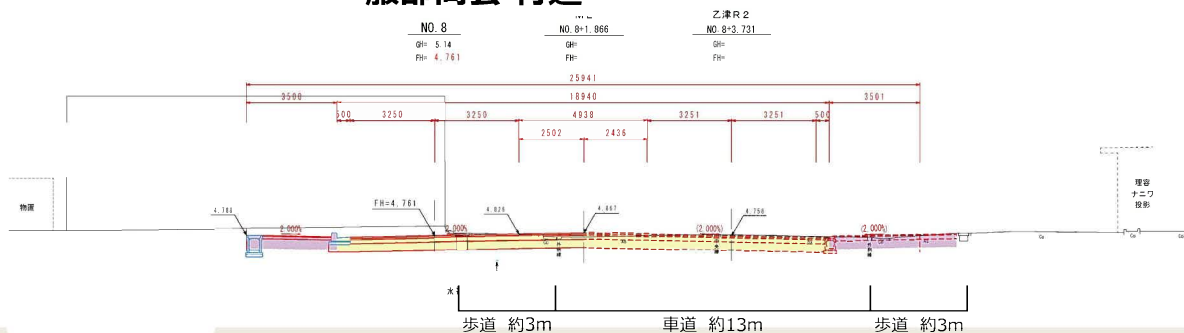 NO.8
GH= 5.14
FH= 4.761
NO.8+1.866
GH=
FH=
乙津R2
NO.8+3.731
GH=
FH=
25941
3500 18940 3501
500 3250 3250 4938 3251 3251 500
2502 2436
物置
4.788
FH=4.761
4.826
4.867
4.756
2.000%
2.000%
(2.000%)
(2.000%)
理容
ナニワ
投影
歩道 約3m
車道 約13m
歩道 約3m